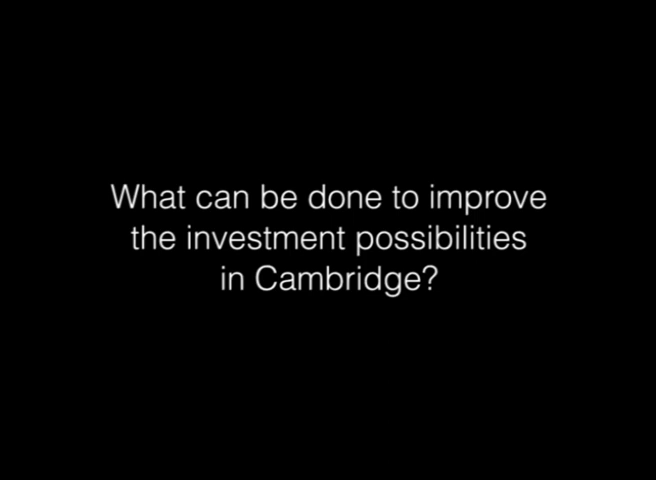 What can be done to improve
the investment possibilities
in Cambridge?